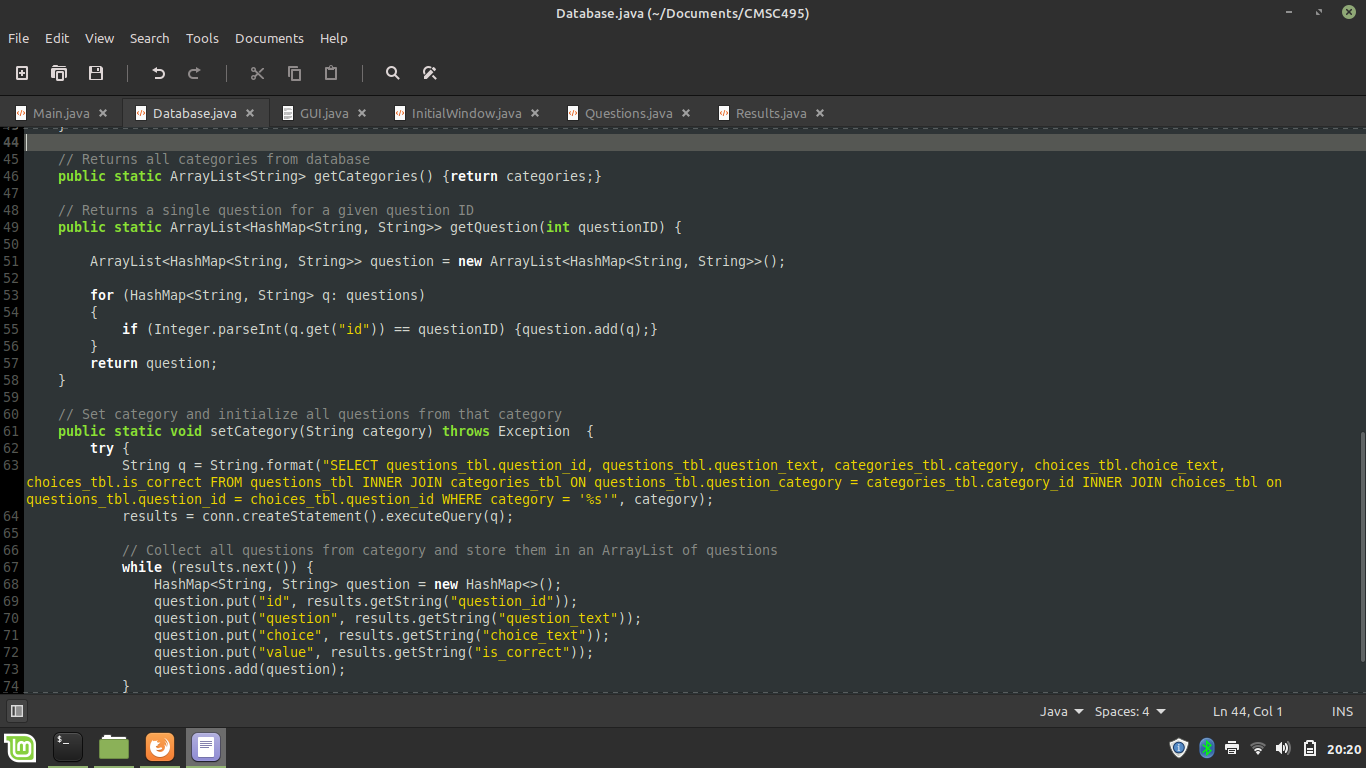 Database.java (~/Documents/CMSC495)
File Edit View Search Tools Documents Help
Main.java Database.java GUI.java InitialWindow.java Questions.java Results.java
44
45     // Returns all categories from database
46     public static ArrayList<String> getCategories() {return categories;}
47
48     // Returns a single question for a given question ID
49     public static ArrayList<HashMap<String, String>> getQuestion(int questionID) {
50
51         ArrayList<HashMap<String, String>> question = new ArrayList<HashMap<String, String>>();
52
53         for (HashMap<String, String> q: questions)
54         {
55             if (Integer.parseInt(q.get("id")) == questionID) {question.add(q);}
56         }
57         return question;
58     }
59
60     // Set category and initialize all questions from that category
61     public static void setCategory(String category) throws Exception  {
62         try {
63             String q = String.format("SELECT questions_tbl.question_id, questions_tbl.question_text, categories_tbl.category, choices_tbl.choice_text,
choices_tbl.is_correct FROM questions_tbl INNER JOIN categories_tbl ON questions_tbl.question_category = categories_tbl.category_id INNER JOIN choices_tbl on
questions_tbl.question_id = choices_tbl.question_id WHERE category = '%s'", category);
64             results = conn.createStatement().executeQuery(q);
65
66             // Collect all questions from category and store them in an ArrayList of questions
67             while (results.next()) {
68                 HashMap<String, String> question = new HashMap<>();
69                 question.put("id", results.getString("question_id"));
70                 question.put("question", results.getString("question_text"));
71                 question.put("choice", results.getString("choice_text"));
72                 question.put("value", results.getString("is_correct"));
73                 questions.add(question);
74             }
Java Spaces: 4 Ln 44, Col 1 INS
20:20